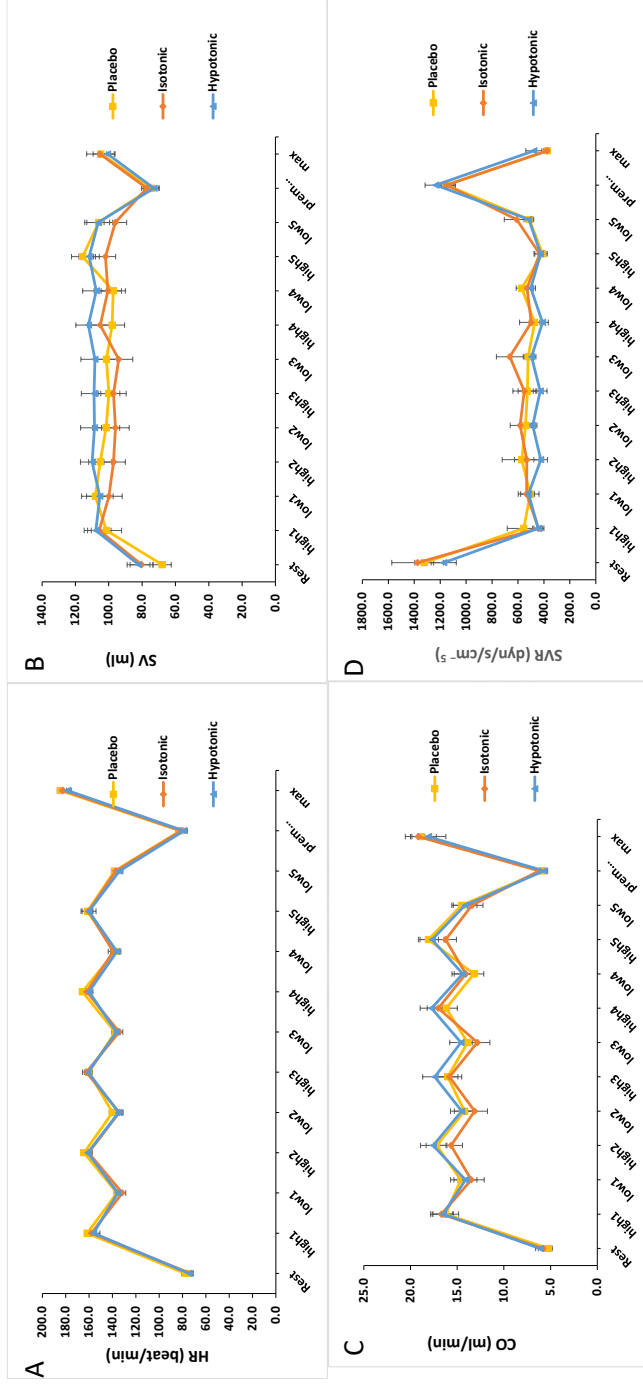 A
HR (beat/min)
200.0
180.0
160.0
140.0
120.0
100.0
80.0
60.0
40.0
20.0
0.0
Rest
high1
low1
high2
low2
high3
low3
high4
low4
high5
low5
prem...
max
Placebo
Isotonic
Hypotonic
B
SV (ml)
140.0
120.0
100.0
80.0
60.0
40.0
20.0
0.0
Rest
high1
low1
high2
low2
high3
low3
high4
low4
high5
low5
prem...
max
Placebo
Isotonic
Hypotonic
C
CO (ml/min)
25.0
20.0
15.0
10.0
5.0
0.0
Rest
high1
low1
high2
low2
high3
low3
high4
low4
high5
low5
prem...
max
Placebo
Isotonic
Hypotonic
D
SVR (dyn/s/cm⁻⁵)
1800.0
1600.0
1400.0
1200.0
1000.0
800.0
600.0
400.0
200.0
0.0
Rest
high1
low1
high2
low2
high3
low3
high4
low4
high5
low5
prem...
max
Placebo
Isotonic
Hypotonic